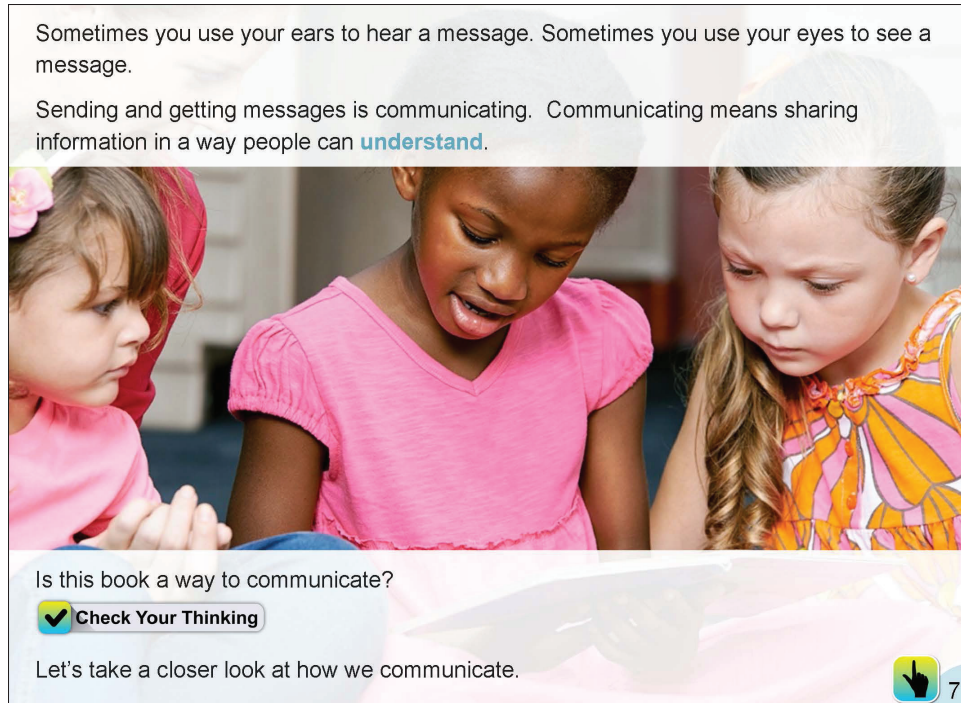 Sometimes you use your ears to hear a message. Sometimes you use your eyes to see a
message.
Sending and getting messages is communicating.  Communicating means sharing
information in a way people can understand.
Is this book a way to communicate?
Check Your Thinking
Let's take a closer look at how we communicate.
7